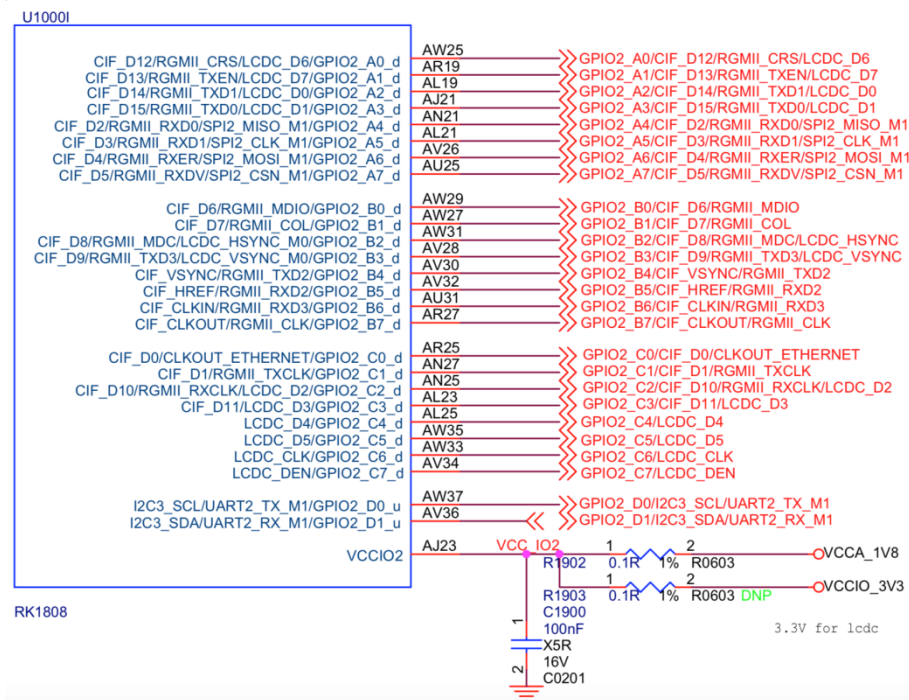 U1000I
CIF_D12/RGMII_CRS/LCDC_D6/GPIO2_A0_d AW25 GPIO2_A0/CIF_D12/RGMII_CRS/LCDC_D6
CIF_D13/RGMII_TXEN/LCDC_D7/GPIO2_A1_d AR19 GPIO2_A1/CIF_D13/RGMII_TXEN/LCDC_D7
CIF_D14/RGMII_TXD1/LCDC_D0/GPIO2_A2_d AL19 GPIO2_A2/CIF_D14/RGMII_TXD1/LCDC_D0
CIF_D15/RGMII_TXD0/LCDC_D1/GPIO2_A3_d AJ21 GPIO2_A3/CIF_D15/RGMII_TXD0/LCDC_D1
CIF_D2/RGMII_RXD0/SPI2_MISO_M1/GPIO2_A4_d AN21 GPIO2_A4/CIF_D2/RGMII_RXD0/SPI2_MISO_M1
CIF_D3/RGMII_RXD1/SPI2_CLK_M1/GPIO2_A5_d AL21 GPIO2_A5/CIF_D3/RGMII_RXD1/SPI2_CLK_M1
CIF_D4/RGMII_RXER/SPI2_MOSI_M1/GPIO2_A6_d AV26 GPIO2_A6/CIF_D4/RGMII_RXER/SPI2_MOSI_M1
CIF_D5/RGMII_RXDV/SPI2_CSN_M1/GPIO2_A7_d AU25 GPIO2_A7/CIF_D5/RGMII_RXDV/SPI2_CSN_M1
CIF_D6/RGMII_MDIO/GPIO2_B0_d AW29 GPIO2_B0/CIF_D6/RGMII_MDIO
CIF_D7/RGMII_COL/GPIO2_B1_d AW27 GPIO2_B1/CIF_D7/RGMII_COL
CIF_D8/RGMII_MDC/LCDC_HSYNC_M0/GPIO2_B2_d AW31 GPIO2_B2/CIF_D8/RGMII_MDC/LCDC_HSYNC
CIF_D9/RGMII_TXD3/LCDC_VSYNC_M0/GPIO2_B3_d AV28 GPIO2_B3/CIF_D9/RGMII_TXD3/LCDC_VSYNC
CIF_VSYNC/RGMII_TXD2/GPIO2_B4_d AV30 GPIO2_B4/CIF_VSYNC/RGMII_TXD2
CIF_HREF/RGMII_RXD2/GPIO2_B5_d AV32 GPIO2_B5/CIF_HREF/RGMII_RXD2
CIF_CLKIN/RGMII_RXD3/GPIO2_B6_d AU31 GPIO2_B6/CIF_CLKIN/RGMII_RXD3
CIF_CLKOUT/RGMII_CLK/GPIO2_B7_d AR27 GPIO2_B7/CIF_CLKOUT/RGMII_CLK
CIF_D0/CLKOUT_ETHERNET/GPIO2_C0_d AR25 GPIO2_C0/CIF_D0/CLKOUT_ETHERNET
CIF_D1/RGMII_TXCLK/GPIO2_C1_d AN27 GPIO2_C1/CIF_D1/RGMII_TXCLK
CIF_D10/RGMII_RXCLK/LCDC_D2/GPIO2_C2_d AN25 GPIO2_C2/CIF_D10/RGMII_RXCLK/LCDC_D2
CIF_D11/LCDC_D3/GPIO2_C3_d AL23 GPIO2_C3/CIF_D11/LCDC_D3
LCDC_D4/GPIO2_C4_d AL25 GPIO2_C4/LCDC_D4
LCDC_D5/GPIO2_C5_d AW35 GPIO2_C5/LCDC_D5
LCDC_CLK/GPIO2_C6_d AW33 GPIO2_C6/LCDC_CLK
LCDC_DEN/GPIO2_C7_d AV34 GPIO2_C7/LCDC_DEN
I2C3_SCL/UART2_TX_M1/GPIO2_D0_u AW37 GPIO2_D0/I2C3_SCL/UART2_TX_M1
I2C3_SDA/UART2_RX_M1/GPIO2_D1_u AV36 GPIO2_D1/I2C3_SDA/UART2_RX_M1
VCCIO2 AJ23 VCC_IO2 1 2 VCCA_1V8
R1902 0.1R 1% R0603
1 2 VCCIO_3V3
R1903 0.1R 1% R0603 DNP
RK1808
C1900
100nF 3.3V for lcdc
1 X5R
16V
2 C0201